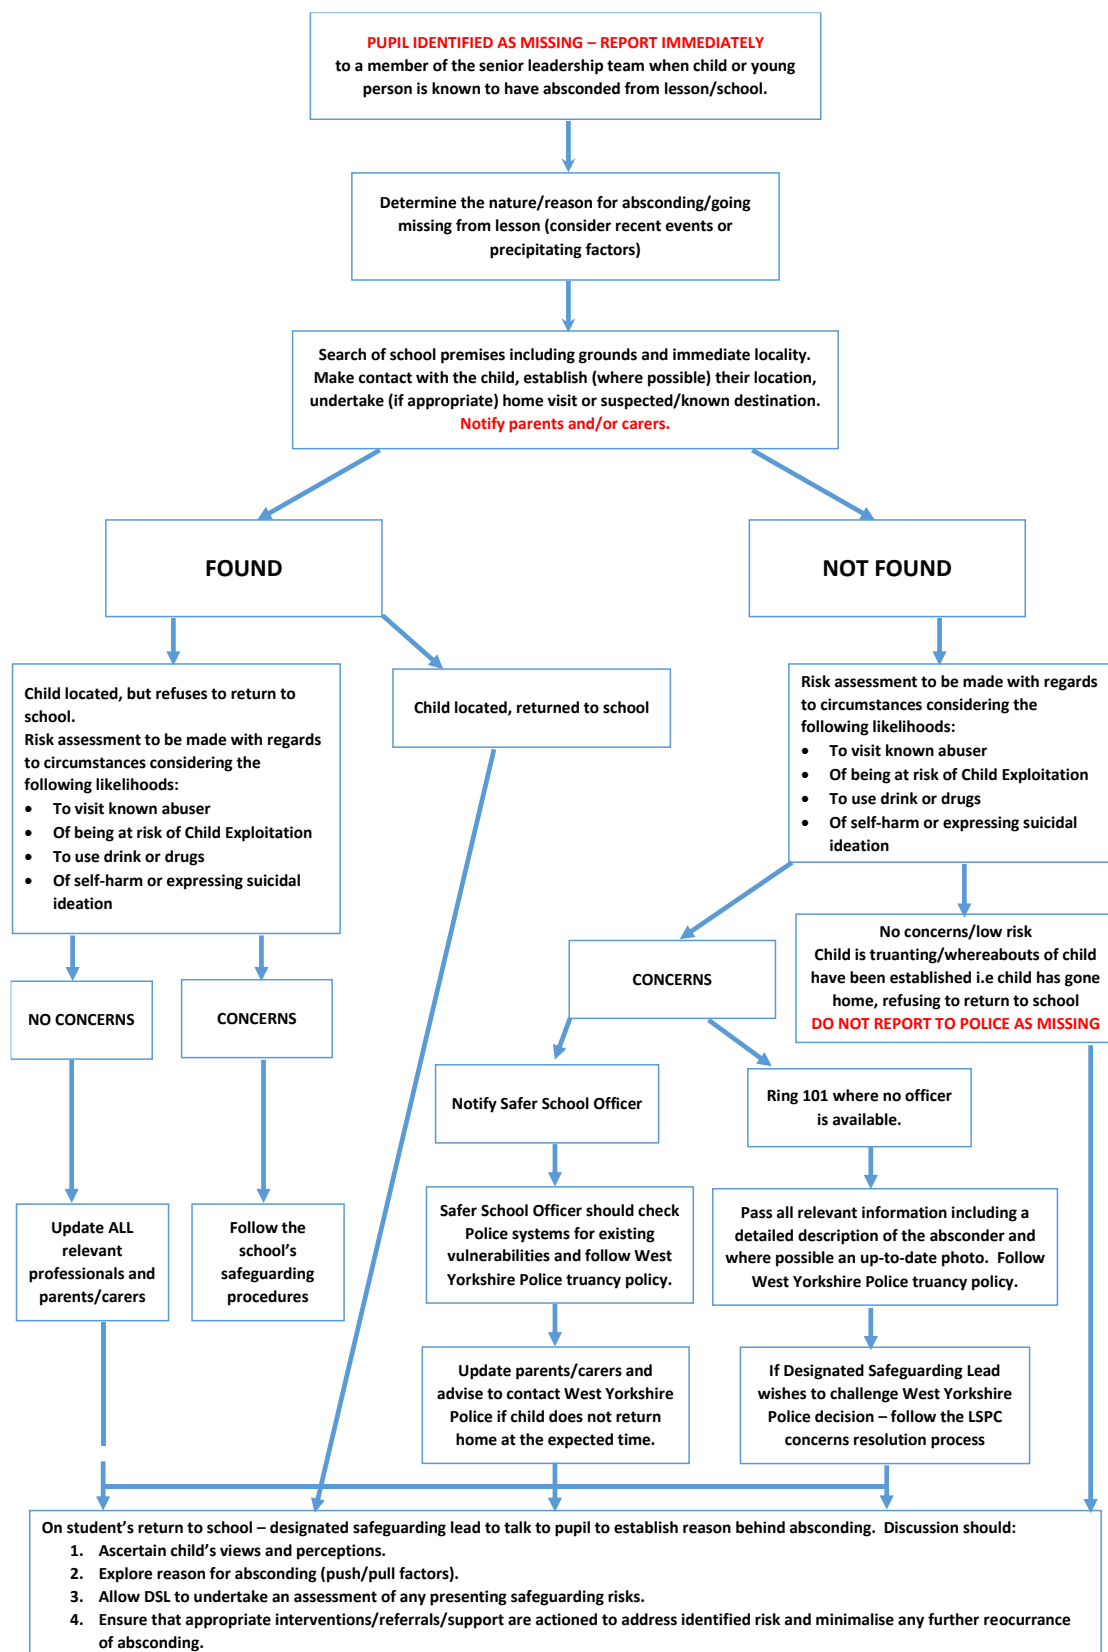 PUPIL IDENTIFIED AS MISSING – REPORT IMMEDIATELY
to a member of the senior leadership team when child or young
person is known to have absconded from lesson/school.
Determine the nature/reason for absconding/going
missing from lesson (consider recent events or
precipitating factors)
Search of school premises including grounds and immediate locality.
Make contact with the child, establish (where possible) their location,
undertake (if appropriate) home visit or suspected/known destination.
Notify parents and/or carers.
FOUND
NOT FOUND
Child located, but refuses to return to
school.
Risk assessment to be made with regards
to circumstances considering the
following likelihoods:
• To visit known abuser
• Of being at risk of Child Exploitation
• To use drink or drugs
• Of self-harm or expressing suicidal
ideation
Child located, returned to school
Risk assessment to be made with regards
to circumstances considering the
following likelihoods:
• To visit known abuser
• Of being at risk of Child Exploitation
• To use drink or drugs
• Of self-harm or expressing suicidal
ideation
NO CONCERNS
CONCERNS
CONCERNS
No concerns/low risk
Child is truanting/whereabouts of child
have been established i.e child has gone
home, refusing to return to school
DO NOT REPORT TO POLICE AS MISSING
Notify Safer School Officer
Ring 101 where no officer
is available.
Update ALL
relevant
professionals and
parents/carers
Follow the
school's
safeguarding
procedures
Safer School Officer should check
Police systems for existing
vulnerabilities and follow West
Yorkshire Police truancy policy.
Pass all relevant information including a
detailed description of the absconder and
where possible an up-to-date photo.  Follow
West Yorkshire Police truancy policy.
Update parents/carers and
advise to contact West Yorkshire
Police if child does not return
home at the expected time.
If Designated Safeguarding Lead
wishes to challenge West Yorkshire
Police decision – follow the LSPC
concerns resolution process
On student's return to school – designated safeguarding lead to talk to pupil to establish reason behind absconding.  Discussion should:
1. Ascertain child's views and perceptions.
2. Explore reason for absconding (push/pull factors).
3. Allow DSL to undertake an assessment of any presenting safeguarding risks.
4. Ensure that appropriate interventions/referrals/support are actioned to address identified risk and minimalise any further reocurrance
of absconding.